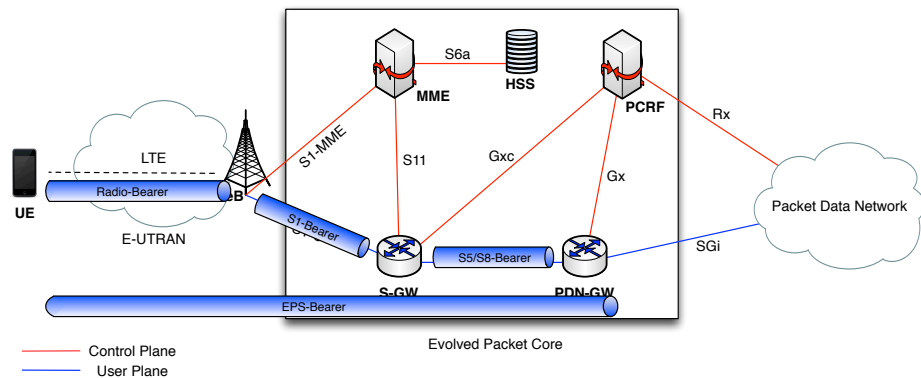 S6a
MME
HSS
PCRF
Rx
S1-MME
S11
Gxc
Gx
LTE
Radio-Bearer
eB
UE
S1-Bearer
E-UTRAN
Packet Data Network
SGi
S5/S8-Bearer
S-GW
PDN-GW
EPS-Bearer
Evolved Packet Core
Control Plane
User Plane